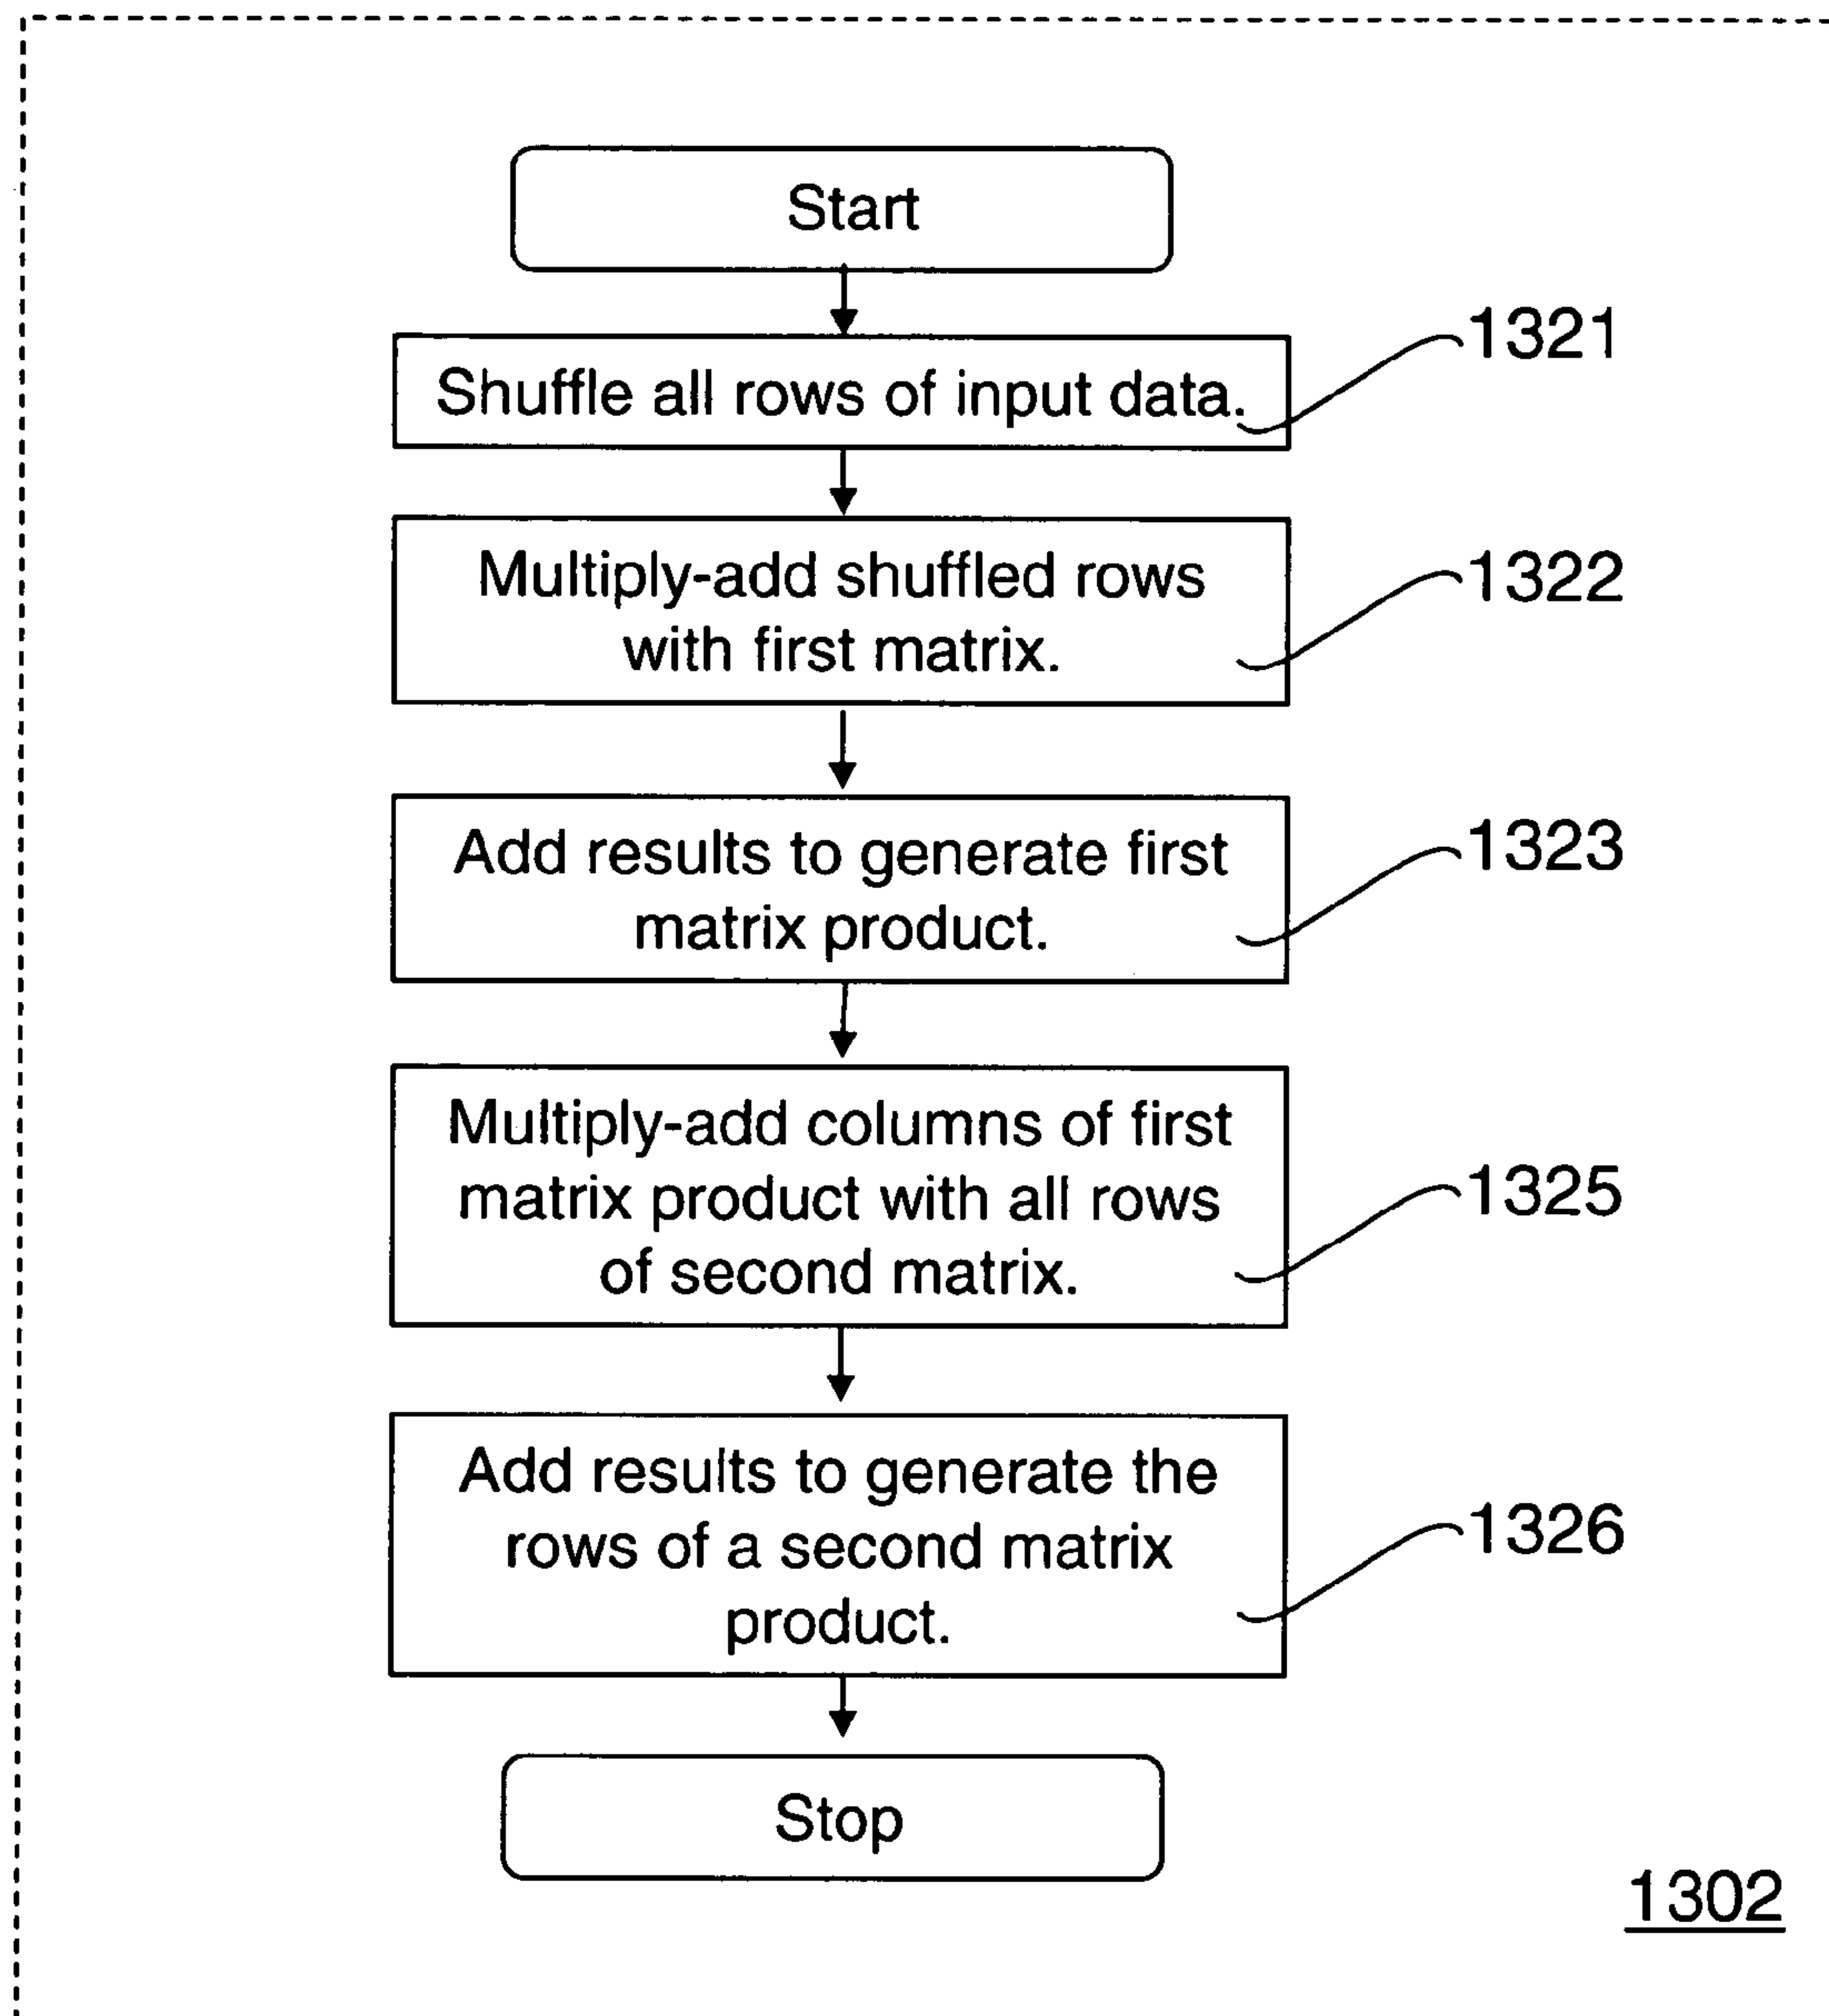 Start
1321
Shuffle all rows of input data.
Multiply-add shuffled rows
with first matrix.
1322
Add results to generate first
matrix product.
1323
Multiply-add columns of first
matrix product with all rows
of second matrix.
1325
Add results to generate the
rows of a second matrix
product.
1326
Stop
1302